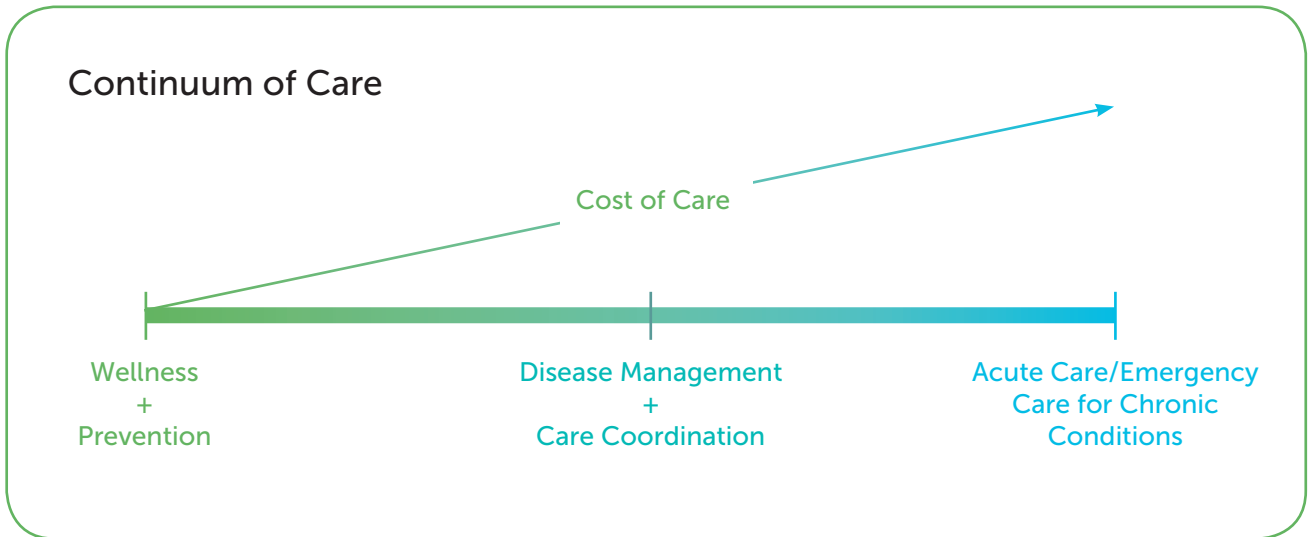 Continuum of Care
Cost of Care
Wellness
+
Prevention
Disease Management
+
Care Coordination
Acute Care/Emergency
Care for Chronic
Conditions